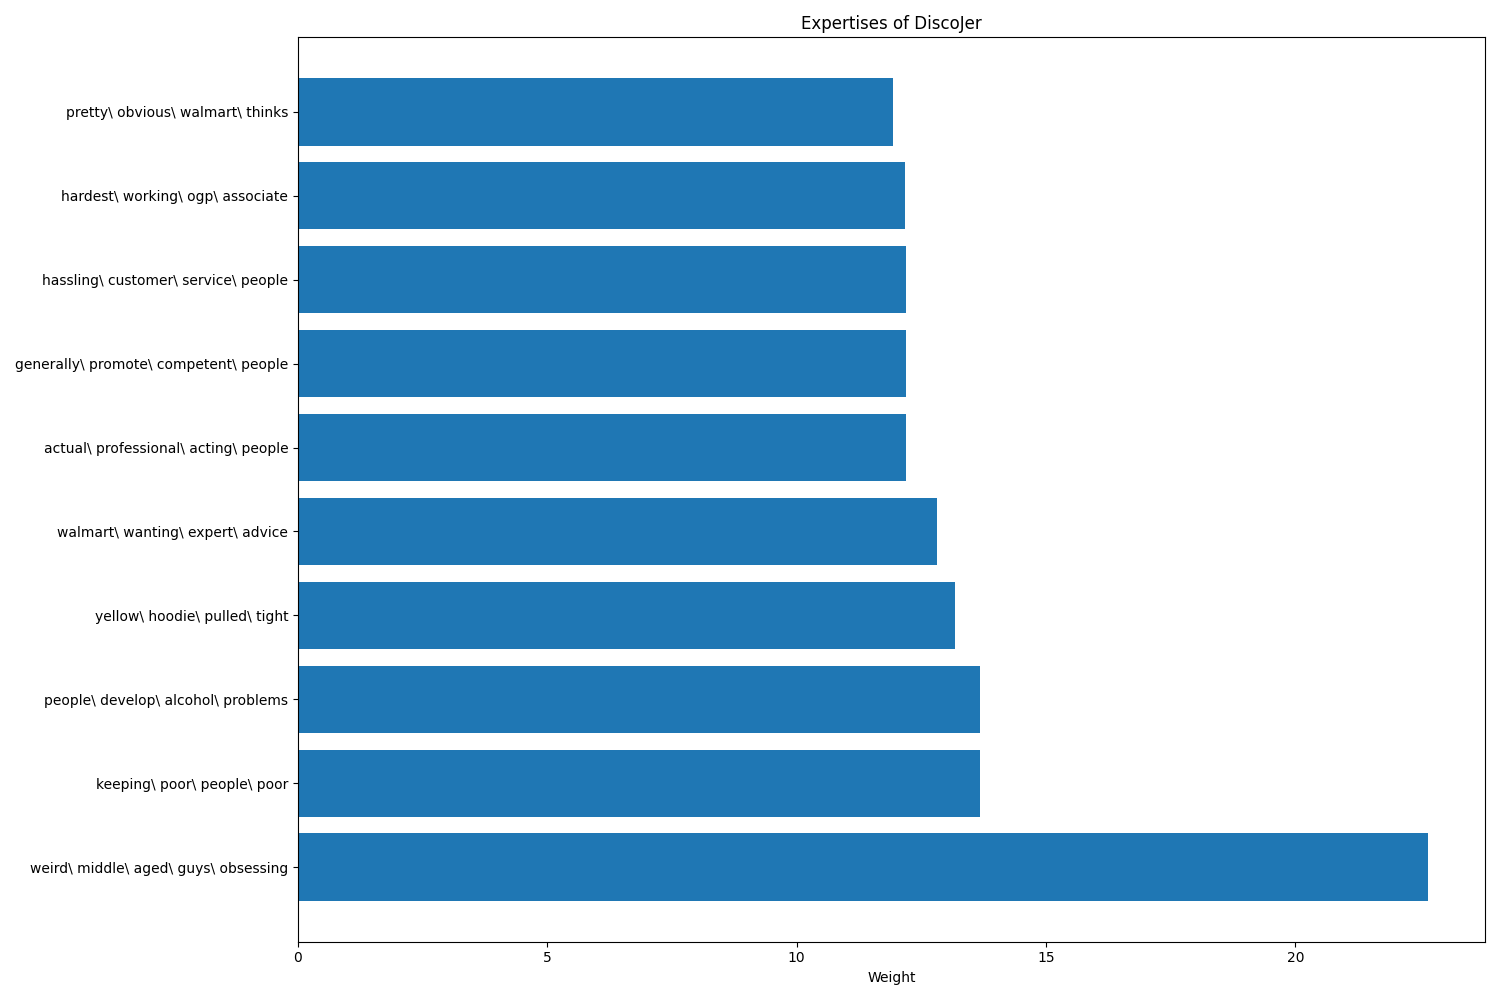 Expertises of DiscoJer
pretty\ obvious\ walmart\ thinks
hardest\ working\ ogp\ associate
hassling\ customer\ service\ people
generally\ promote\ competent\ people
actual\ professional\ acting\ people
walmart\ wanting\ expert\ advice
yellow\ hoodie\ pulled\ tight
people\ develop\ alcohol\ problems
keeping\ poor\ people\ poor
weird\ middle\ aged\ guys\ obsessing
0 5 10 15 20
Weight